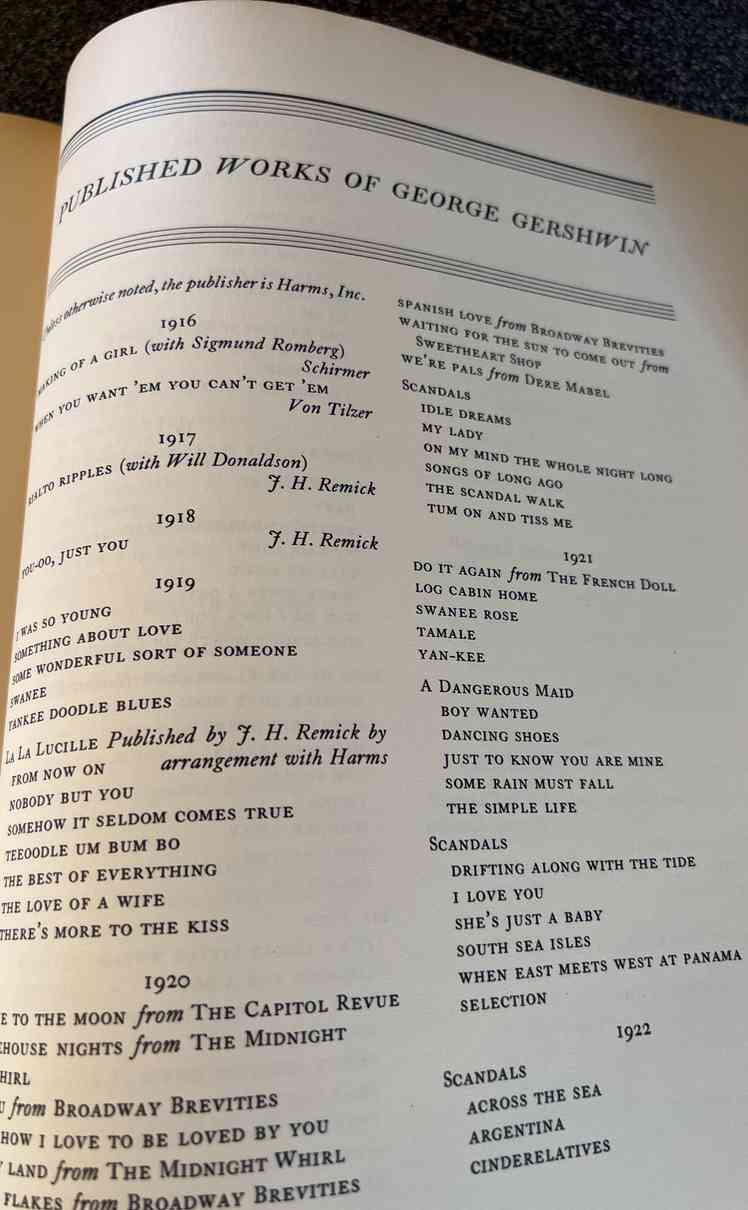 PUBLISHED WORKS OF GEORGE GERSHWIN
otherwise noted, the publisher is Harms, Inc.
1916
MAKING OF A GIRL (with Sigmund Romberg)
Schirmer
WHEN YOU WANT 'EM YOU CAN'T GET 'EM
Von Tilzer
1917
RIALTO RIPPLES (with Will Donaldson)
J. H. Remick
1918
YOU-OO, JUST YOU J. H. Remick
1919
I WAS SO YOUNG
SOMETHING ABOUT LOVE
SOME WONDERFUL SORT OF SOMEONE
SWANEE
YANKEE DOODLE BLUES
LA LA LUCILLE Published by J. H. Remick by
arrangement with Harms
FROM NOW ON
NOBODY BUT YOU
SOMEHOW IT SELDOM COMES TRUE
TEEOODLE UM BUM BO
THE BEST OF EVERYTHING
THE LOVE OF A WIFE
THERE'S MORE TO THE KISS
1920
E TO THE MOON from THE CAPITOL REVUE
EHOUSE NIGHTS from THE MIDNIGHT
HIRL
U from BROADWAY BREVITIES
HOW I LOVE TO BE LOVED BY YOU
LAND from THE MIDNIGHT WHIRL
FLAKES from BROADWAY BREVITIES
SPANISH LOVE from BROADWAY BREVITIES
WAITING FOR THE SUN TO COME OUT from
SWEETHEART SHOP
WE'RE PALS from DERE MABEL
SCANDALS
IDLE DREAMS
MY LADY
ON MY MIND THE WHOLE NIGHT LONG
SONGS OF LONG AGO
THE SCANDAL WALK
TUM ON AND TISS ME
1921
DO IT AGAIN from THE FRENCH DOLL
LOG CABIN HOME
SWANEE ROSE
TAMALE
YAN-KEE
A DANGEROUS MAID
BOY WANTED
DANCING SHOES
JUST TO KNOW YOU ARE MINE
SOME RAIN MUST FALL
THE SIMPLE LIFE
SCANDALS
DRIFTING ALONG WITH THE TIDE
I LOVE YOU
SHE'S JUST A BABY
SOUTH SEA ISLES
WHEN EAST MEETS WEST AT PANAMA
SELECTION
1922
SCANDALS
ACROSS THE SEA
ARGENTINA
CINDERELATIVES